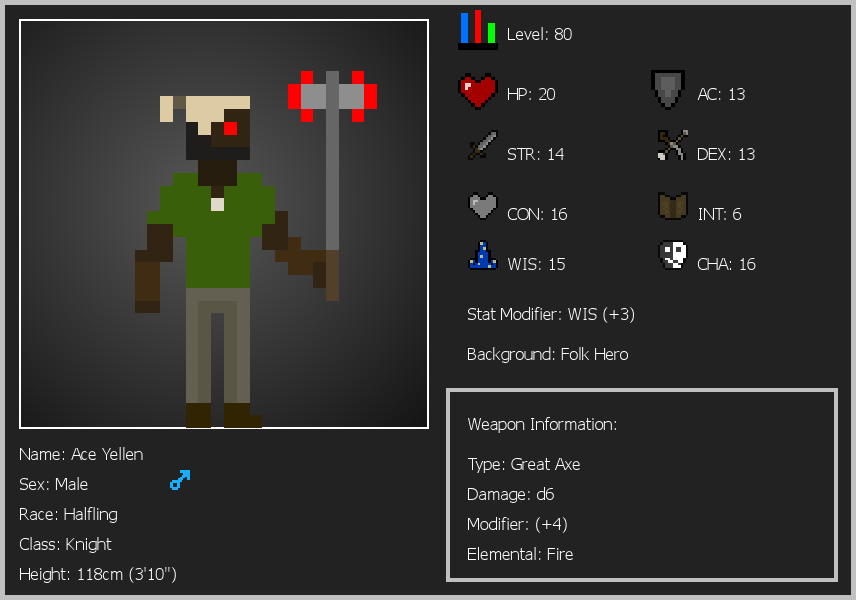 Level: 80
HP: 20
AC: 13
STR: 14
DEX: 13
CON: 16
INT: 6
WIS: 15
CHA: 16
Stat Modifier: WIS (+3)
Background: Folk Hero
Weapon Information:
Type: Great Axe
Damage: d6
Modifier: (+4)
Elemental: Fire
Name: Ace Yellen
Sex: Male
Race: Halfling
Class: Knight
Height: 118cm (3'10")